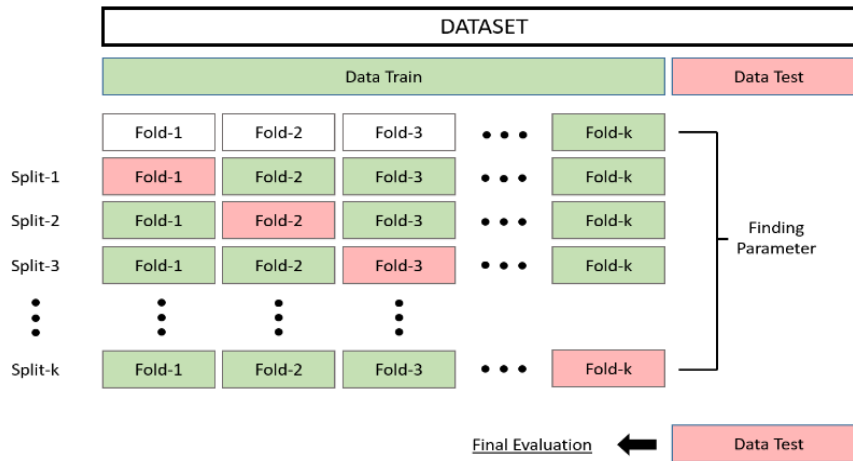 DATASET
Data Train Data Test
Fold-1 Fold-2 Fold-3 Fold-k
Split-1 Fold-1 Fold-2 Fold-3 Fold-k
Split-2 Fold-1 Fold-2 Fold-3 Fold-k
Finding
Parameter
Split-3 Fold-1 Fold-2 Fold-3 Fold-k
Split-k Fold-1 Fold-2 Fold-3 Fold-k
Final Evaluation Data Test